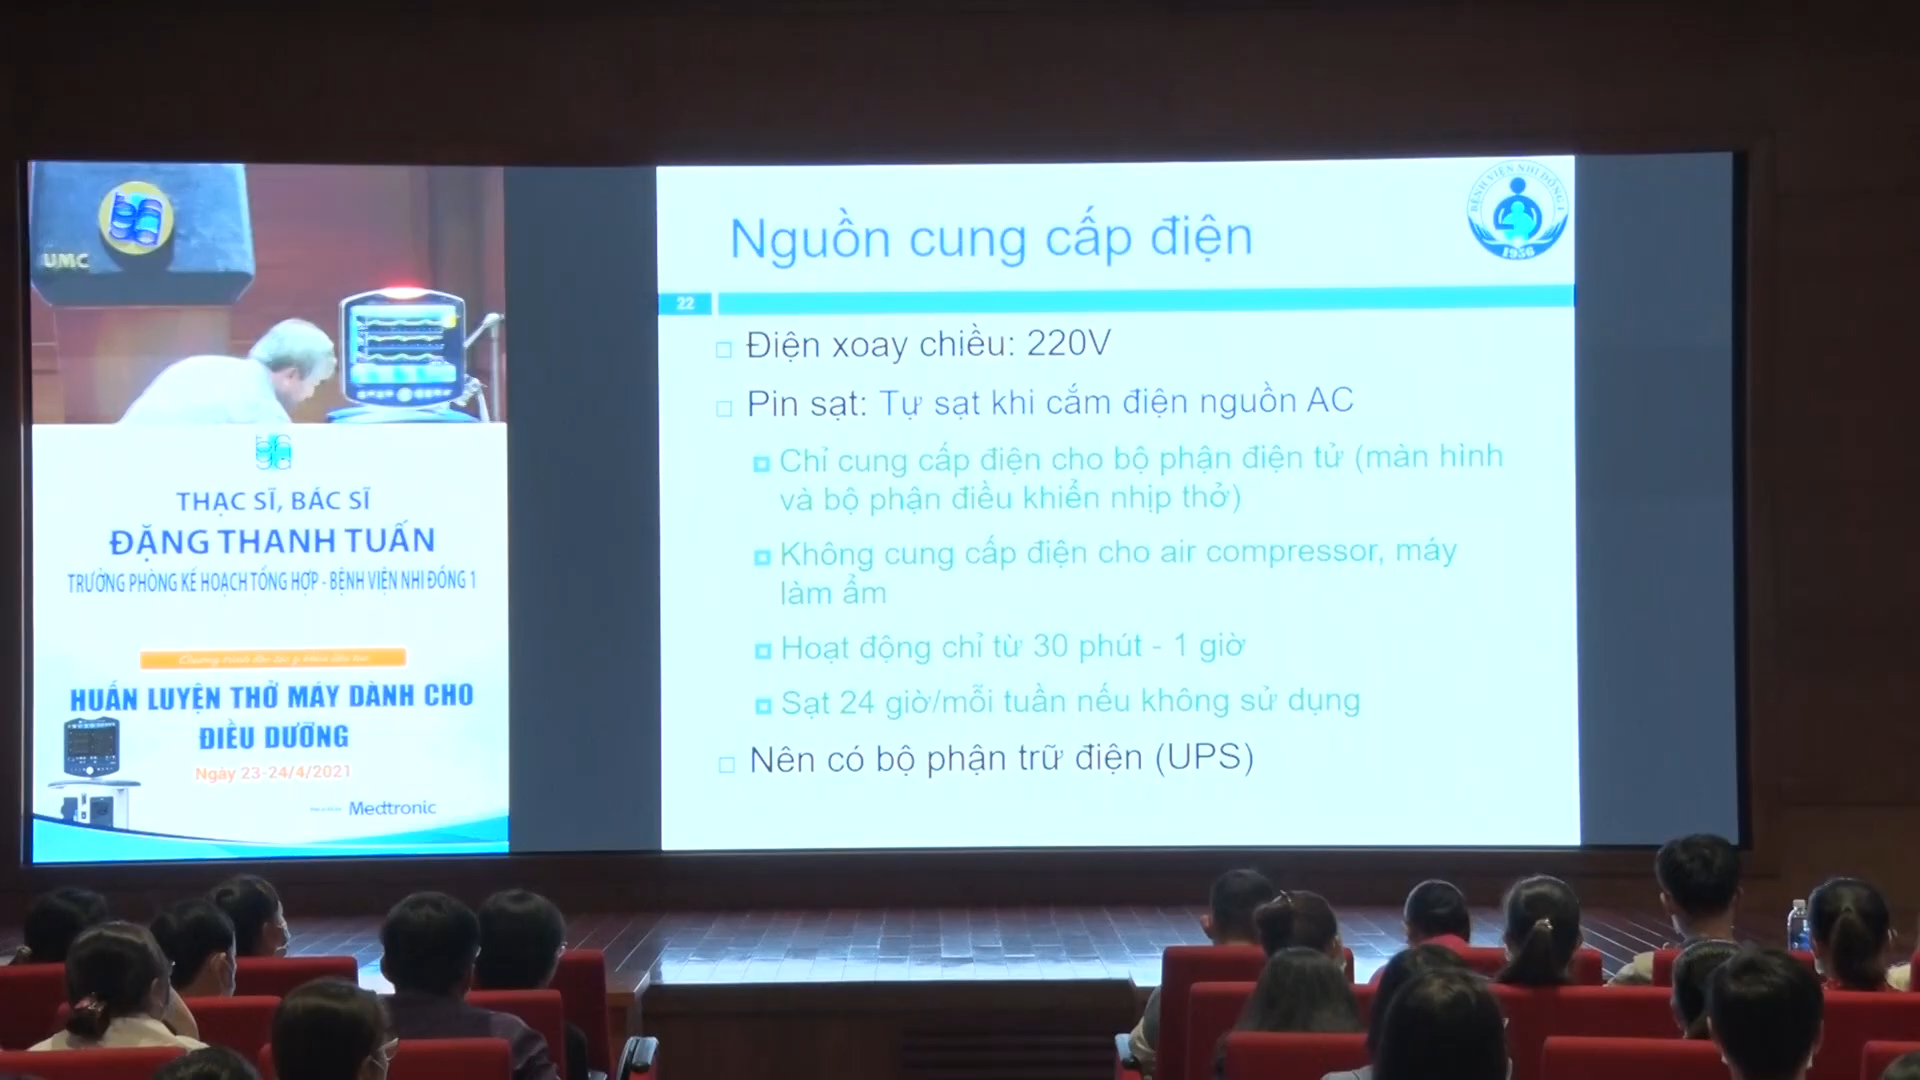 UMC
THẠC SĨ, BÁC SĨ
ĐẶNG THANH TUẤN
TRƯỞNG PHÒNG KẾ HOẠCH TỔNG HỢP - BỆNH VIỆN NHI ĐỒNG 1
HUẤN LUYỆN THỞ MÁY DÀNH CHO
ĐIỀU DƯỠNG
Ngày 23-24/4/2021
Medtronic
BỆNH VIỆN NHI ĐỒNG 1
1956
Nguồn cung cấp điện
22
Điện xoay chiều: 220V
Pin sạt: Tự sạt khi cắm điện nguồn AC
Chỉ cung cấp điện cho bộ phận điện tử (màn hình
và bộ phận điều khiển nhịp thở)
Không cung cấp điện cho air compressor, máy
làm ẩm
Hoạt động chỉ từ 30 phút - 1 giờ
Sạt 24 giờ/mỗi tuần nếu không sử dụng
Nên có bộ phận trữ điện (UPS)